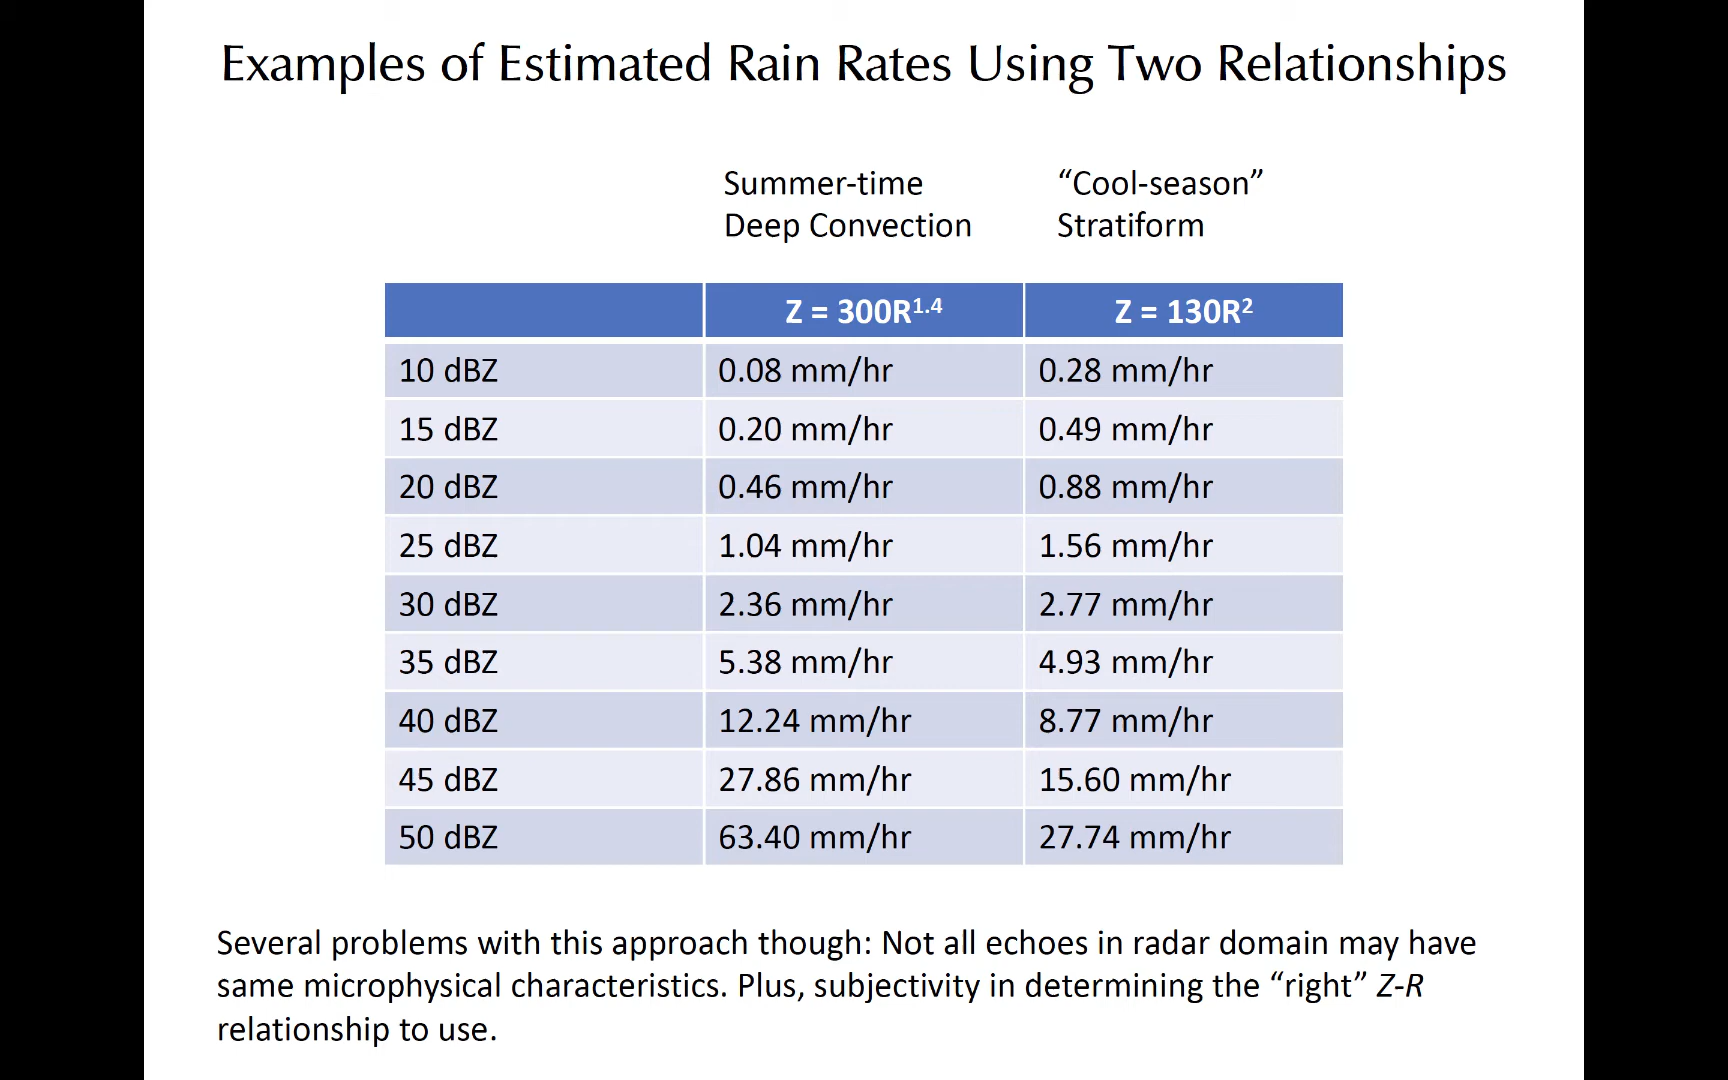 Examples of Estimated Rain Rates Using Two Relationships
Summer-time
Deep Convection
“Cool-season”
Stratiform
Z = 300R¹·⁴ Z = 130R²
10 dBZ 0.08 mm/hr 0.28 mm/hr
15 dBZ 0.20 mm/hr 0.49 mm/hr
20 dBZ 0.46 mm/hr 0.88 mm/hr
25 dBZ 1.04 mm/hr 1.56 mm/hr
30 dBZ 2.36 mm/hr 2.77 mm/hr
35 dBZ 5.38 mm/hr 4.93 mm/hr
40 dBZ 12.24 mm/hr 8.77 mm/hr
45 dBZ 27.86 mm/hr 15.60 mm/hr
50 dBZ 63.40 mm/hr 27.74 mm/hr
Several problems with this approach though: Not all echoes in radar domain may have
same microphysical characteristics. Plus, subjectivity in determining the “right” Z-R
relationship to use.